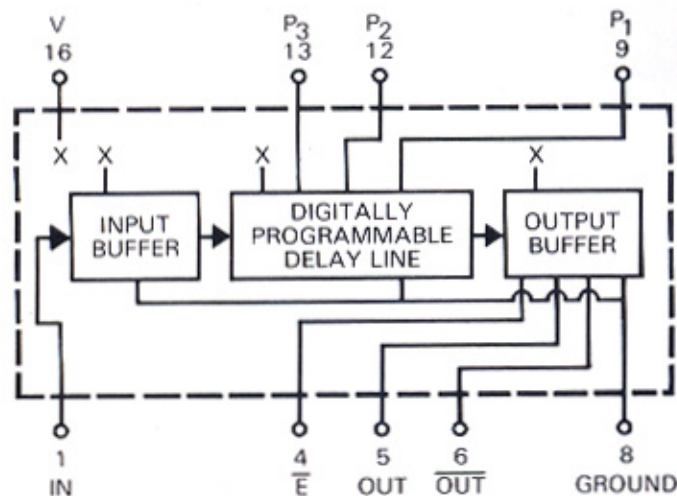 V P₃ P₂ P₁
16 13 12 9
X X X X
INPUT BUFFER
DIGITALLY PROGRAMMABLE DELAY LINE
OUTPUT BUFFER
1 4 5 6 8
IN E̅ OUT O̅U̅T̅ GROUND